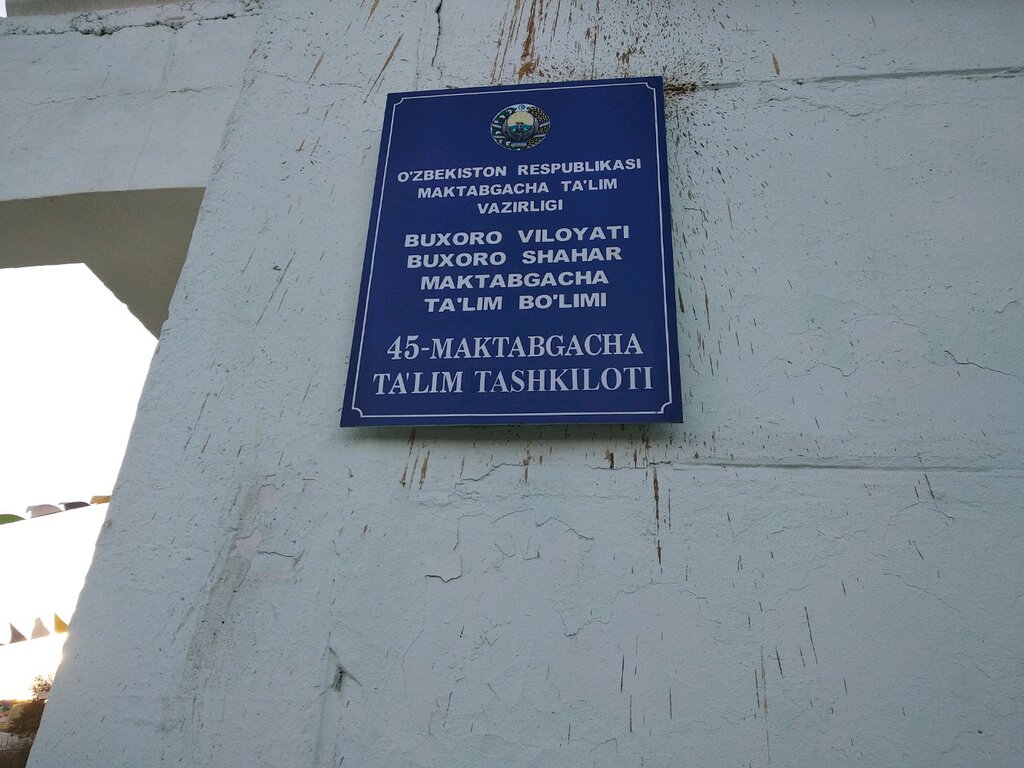 O'ZBEKISTON RESPUBLIKASI
MAKTABGACHA TA'LIM
VAZIRLIGI
BUXORO VILOYATI
BUXORO SHAHAR
MAKTABGACHA
TA'LIM BO'LIMI
45-MAKTABGACHA
TA'LIM TASHKILOTI